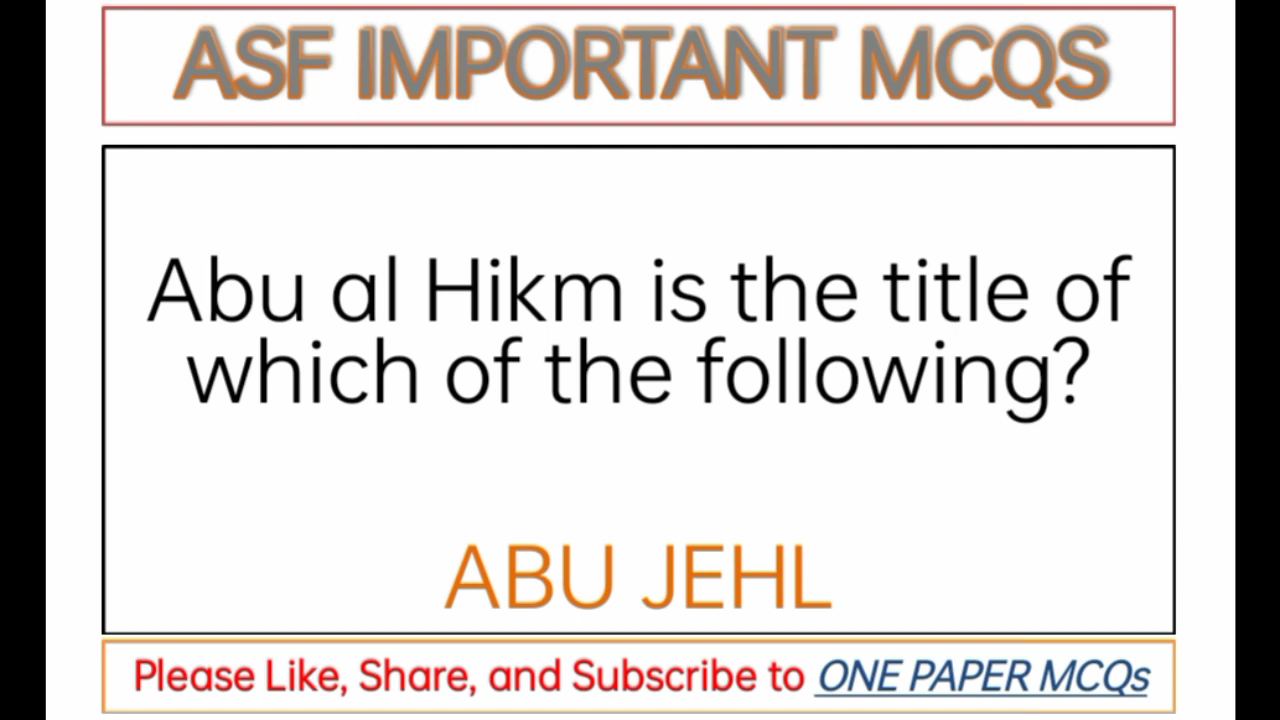 ASF IMPORTANT MCQS
Abu al Hikm is the title of
which of the following?
ABU JEHL
Please Like, Share, and Subscribe to ONE PAPER MCQs